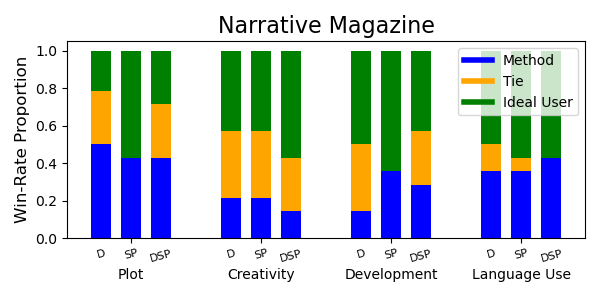 Narrative Magazine
Win-Rate Proportion
1.0
0.8
0.6
0.4
0.2
0.0
Method
Tie
Ideal User
D SP DSP D SP DSP D SP DSP D SP DSP
Plot Creativity Development Language Use